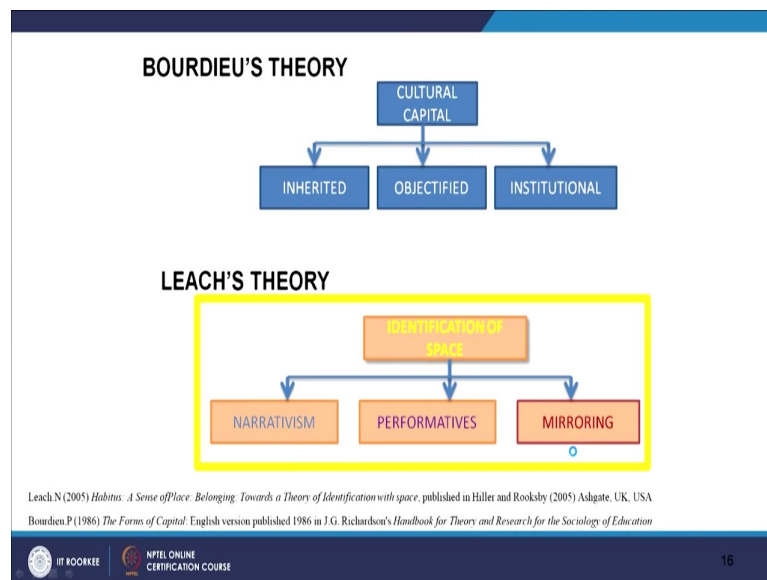 BOURDIEU'S THEORY
CULTURAL
CAPITAL
INHERITED
OBJECTIFIED
INSTITUTIONAL
LEACH'S THEORY
IDENTIFICATION OF
SPACE
NARRATIVISM
PERFORMATIVES
MIRRORING
Leach.N (2005) Habitus: A Sense ofPlace: Belonging: Towards a Theory of Identification with space, published in Hiller and Rooksby (2005) Ashgate, UK, USA
Bourdieu.P (1986) The Forms of Capital: English version published 1986 in J.G. Richardson's Handbook for Theory and Research for the Sociology of Education
IIT ROORKEE
NPTEL ONLINE
CERTIFICATION COURSE
16